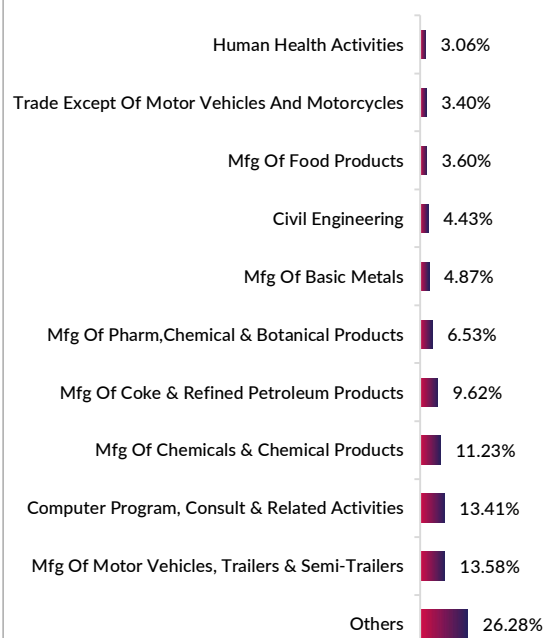 Human Health Activities 3.06%
Trade Except Of Motor Vehicles And Motorcycles 3.40%
Mfg Of Food Products 3.60%
Civil Engineering 4.43%
Mfg Of Basic Metals 4.87%
Mfg Of Pharm,Chemical & Botanical Products 6.53%
Mfg Of Coke & Refined Petroleum Products 9.62%
Mfg Of Chemicals & Chemical Products 11.23%
Computer Program, Consult & Related Activities 13.41%
Mfg Of Motor Vehicles, Trailers & Semi-Trailers 13.58%
Others 26.28%